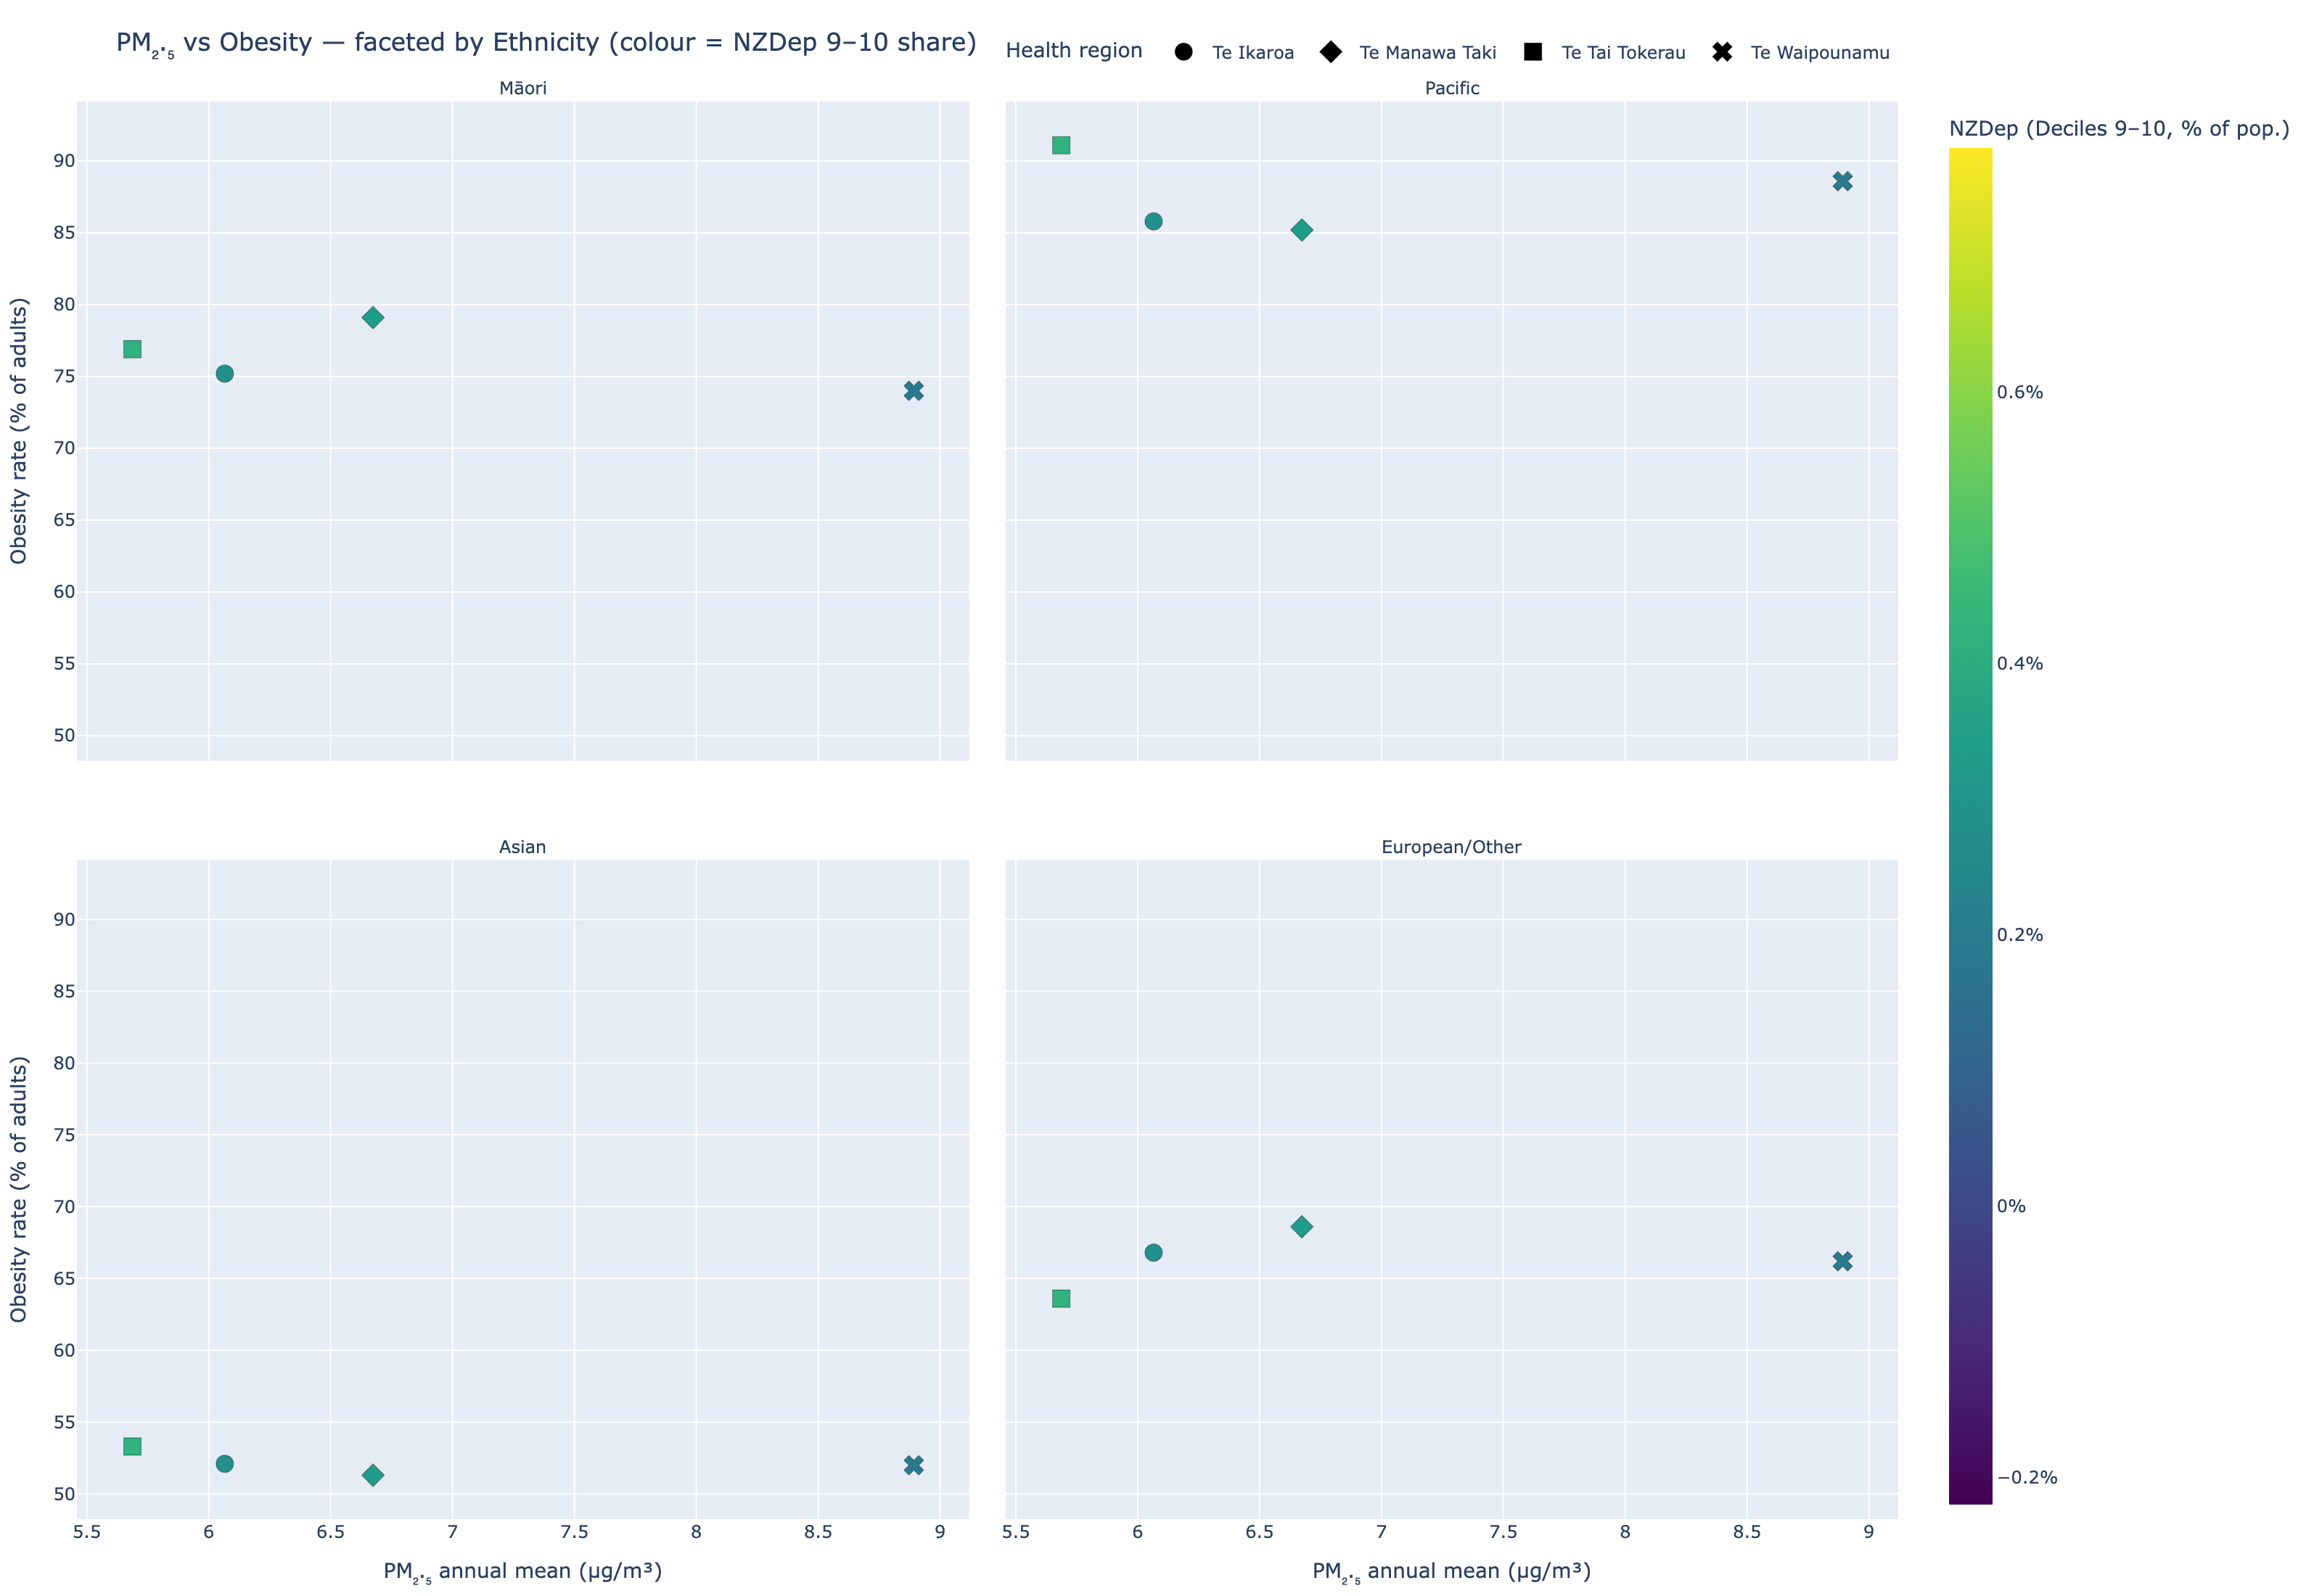 PM₂.₅ vs Obesity — faceted by Ethnicity (colour = NZDep 9–10 share)
Health region
Te Ikaroa
Te Manawa Taki
Te Tai Tokerau
Te Waipounamu
Māori
Pacific
NZDep (Deciles 9–10, % of pop.)
0.6%
0.4%
0.2%
0%
−0.2%
Obesity rate (% of adults)
90
85
80
75
70
65
60
55
50
Asian
European/Other
Obesity rate (% of adults)
90
85
80
75
70
65
60
55
50
5.5 6 6.5 7 7.5 8 8.5 9
5.5 6 6.5 7 7.5 8 8.5 9
PM₂.₅ annual mean (µg/m³)
PM₂.₅ annual mean (µg/m³)